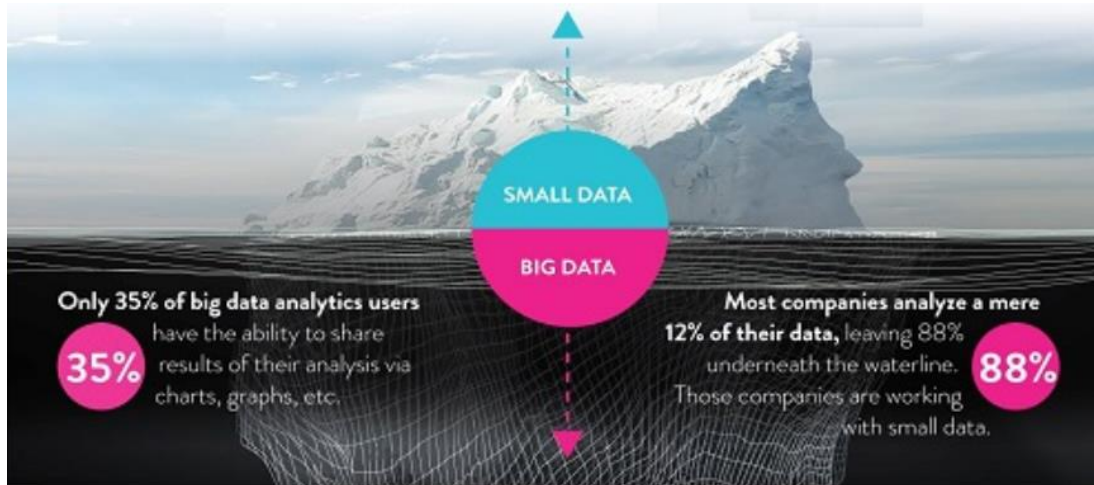 SMALL DATA
BIG DATA
Only 35% of big data analytics users
have the ability to share
results of their analysis via
charts, graphs, etc.
35%
Most companies analyze a mere
12% of their data, leaving 88%
underneath the waterline.
Those companies are working
with small data.
88%